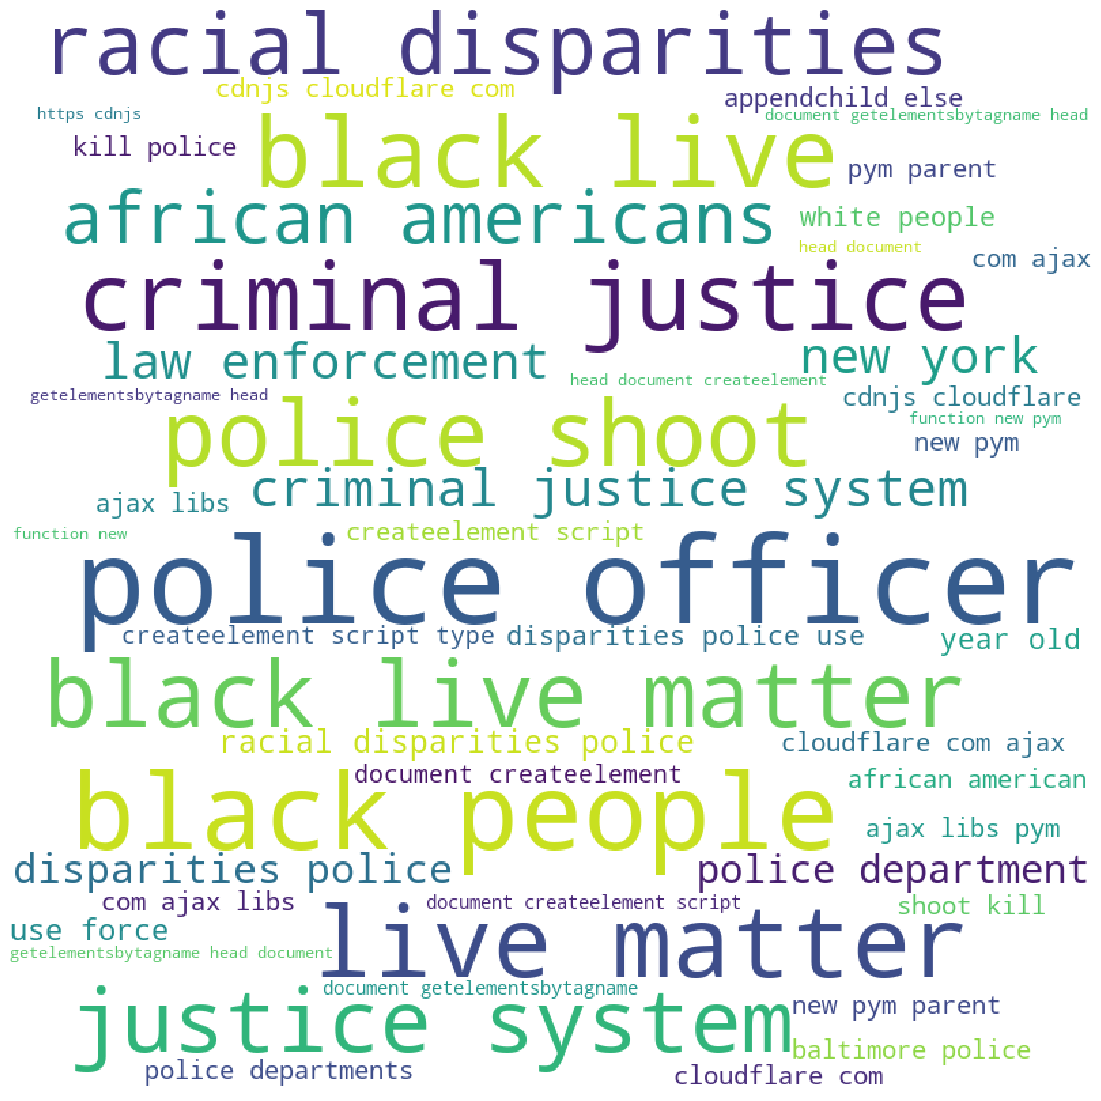 racial disparities
cdnjs cloudflare com
appendchild else
https cdnjs
document getelementsbytagname head
kill police
black live
pym parent
african americans
white people
head document
com ajax
criminal justice
law enforcement
new york
head document createelement
getelementsbytagname head
cdnjs cloudflare
police shoot
function new pym
new pym
criminal justice system
ajax libs
function new
createelement script
police officer
createelement script type
disparities police use
year old
black live matter
racial disparities police
cloudflare com ajax
document createelement
african american
black people
ajax libs pym
disparities police
police department
com ajax libs
document createelement script
shoot kill
use force
live matter
getelementsbytagname head document
document getelementsbytagname
justice system
new pym parent
baltimore police
police departments
cloudflare com